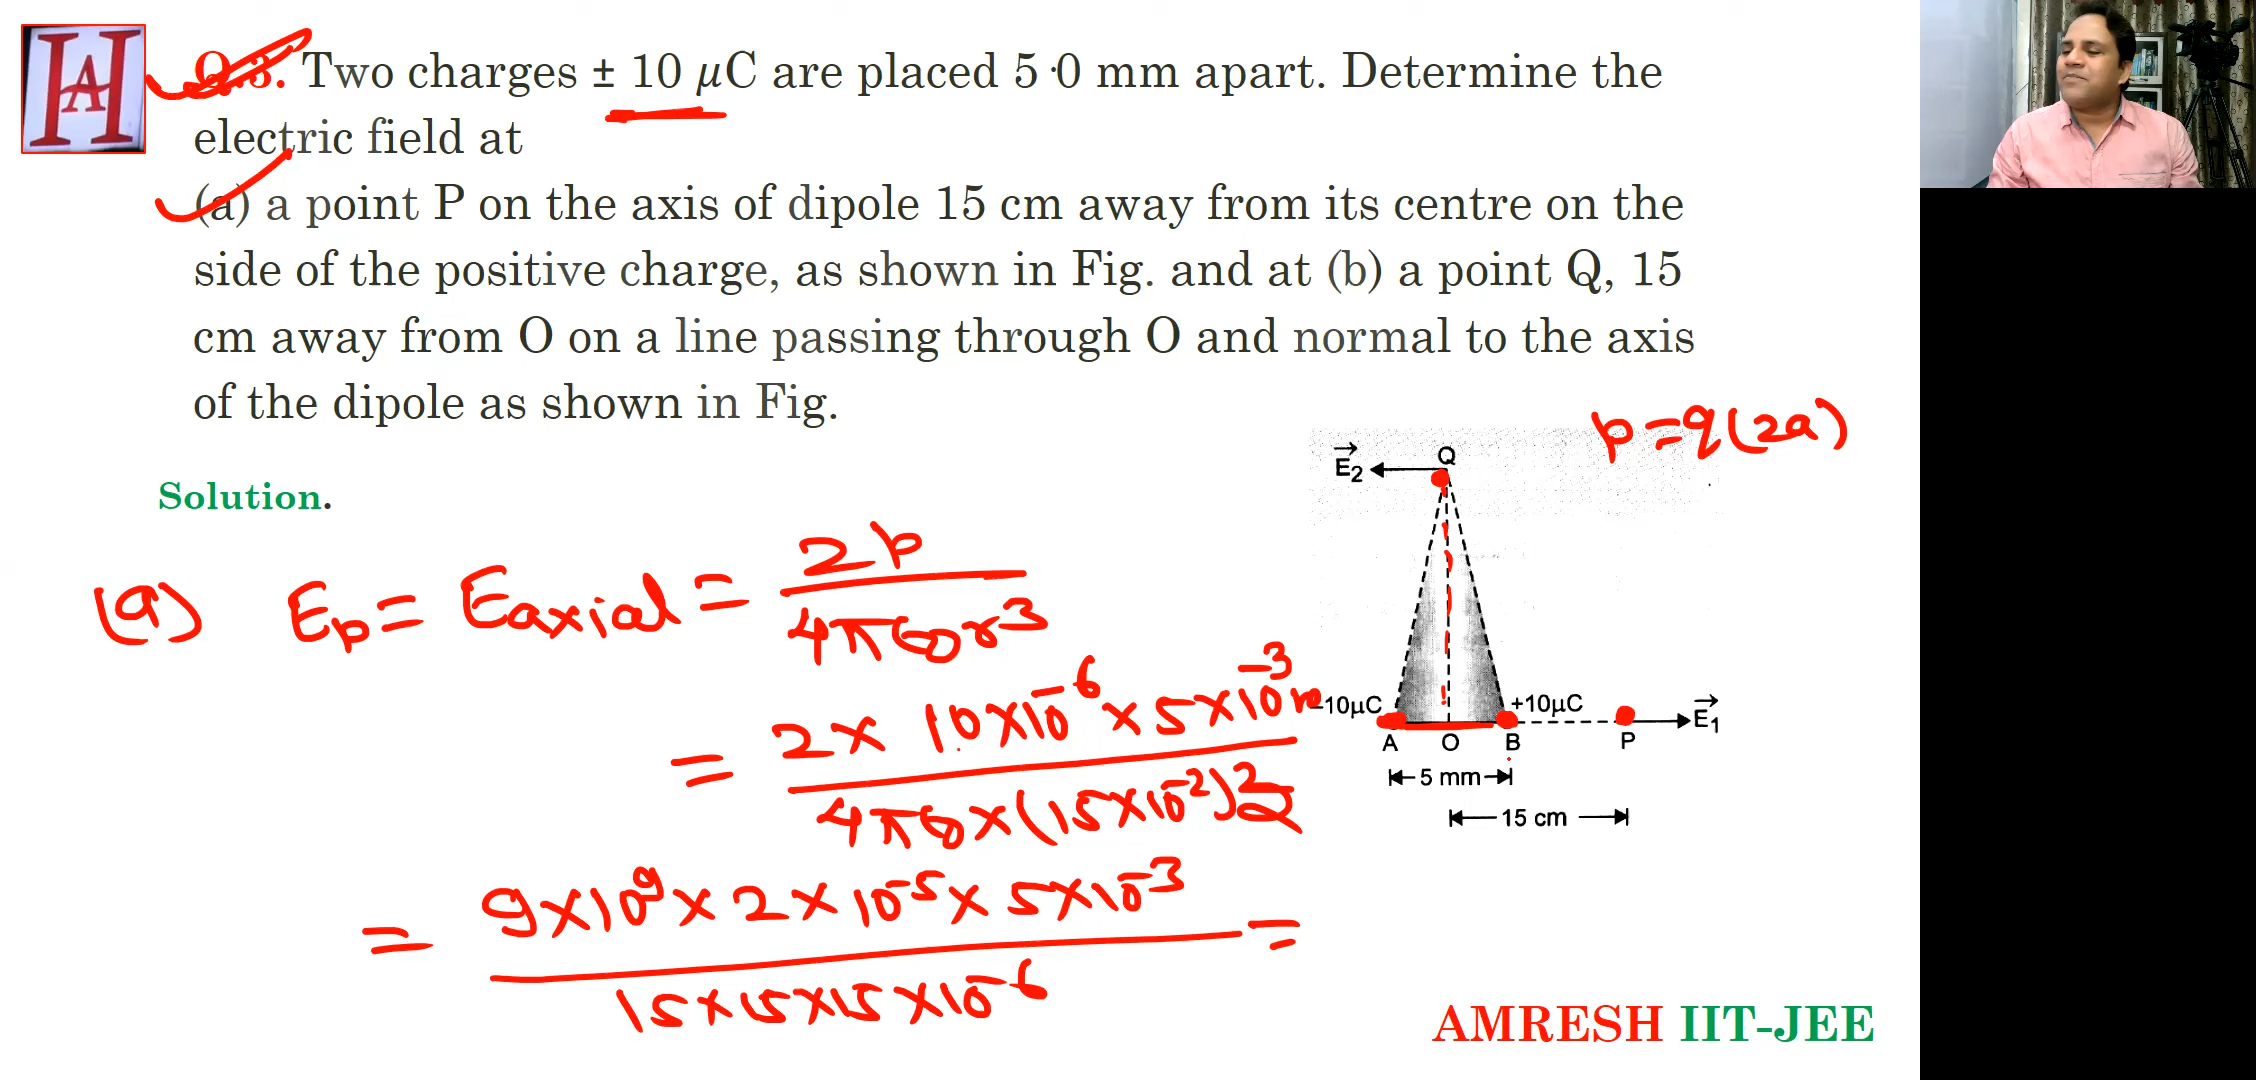 HA
Q.3. Two charges ± 10 μC are placed 5·0 mm apart. Determine the
electric field at
(a) a point P on the axis of dipole 15 cm away from its centre on the
side of the positive charge, as shown in Fig. and at (b) a point Q, 15
cm away from O on a line passing through O and normal to the axis
of the dipole as shown in Fig.
p = q(2a)
Solution.
E₂ Q
(a) Ep = Eaxial = 2p / 4πε₀r³
= 2 × 10×10⁻⁶ × 5×10⁻³m / 4πε₀ × (15×10⁻²)³
-10μC +10μC E₁
A O B P
5 mm
15 cm
= 9×10⁹ × 2 × 10⁻⁵ × 5×10⁻³ / 15×15×15×10⁻⁶ =
AMRESH IIT-JEE